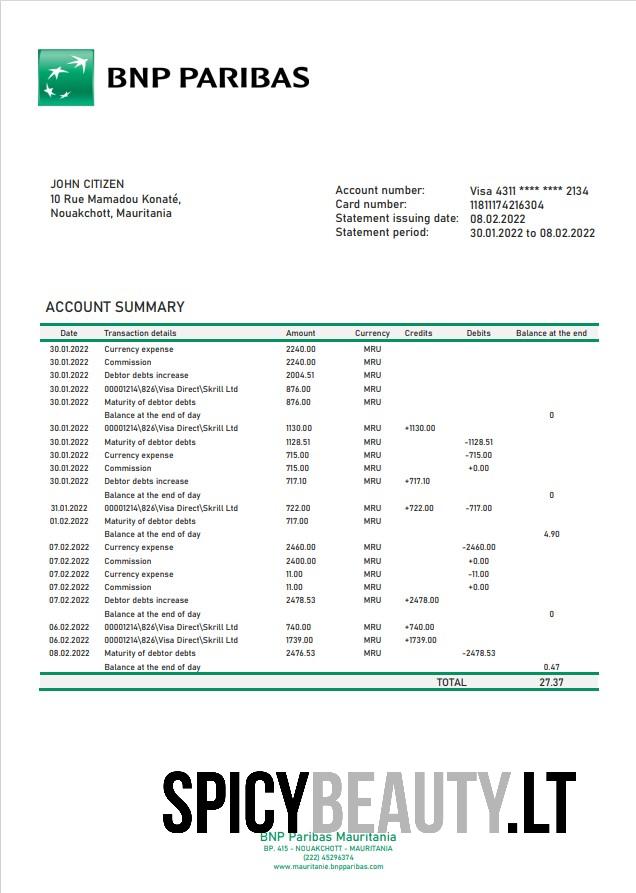 BNP PARIBAS
JOHN CITIZEN
10 Rue Mamadou Konaté,
Nouakchott, Mauritania
Account number: Visa 4311 **** **** 2134
Card number: 11811174216304
Statement issuing date: 08.02.2022
Statement period: 30.01.2022 to 08.02.2022
ACCOUNT SUMMARY
Date Transaction details Amount Currency Credits Debits Balance at the end
30.01.2022 Currency expense 2240.00 MRU
30.01.2022 Commission 2240.00 MRU
30.01.2022 Debtor debts increase 2004.51 MRU
30.01.2022 00001214\826\Visa Direct\Skrill Ltd 876.00 MRU
30.01.2022 Maturity of debtor debts 876.00 MRU
Balance at the end of day 0
30.01.2022 00001214\826\Visa Direct\Skrill Ltd 1130.00 MRU +1130.00
30.01.2022 Maturity of debtor debts 1128.51 MRU -1128.51
30.01.2022 Currency expense 715.00 MRU -715.00
30.01.2022 Commission 715.00 MRU +0.00
30.01.2022 Debtor debts increase 717.10 MRU +717.10
Balance at the end of day 0
31.01.2022 00001214\826\Visa Direct\Skrill Ltd 722.00 MRU +722.00 -717.00
01.02.2022 Maturity of debtor debts 717.00 MRU
Balance at the end of day 4.90
07.02.2022 Currency expense 2460.00 MRU -2460.00
07.02.2022 Commission 2400.00 MRU +0.00
07.02.2022 Currency expense 11.00 MRU -11.00
07.02.2022 Commission 11.00 MRU +0.00
07.02.2022 Debtor debts increase 2478.53 MRU +2478.00
Balance at the end of day 0
06.02.2022 00001214\826\Visa Direct\Skrill Ltd 740.00 MRU +740.00
06.02.2022 00001214\826\Visa Direct\Skrill Ltd 1739.00 MRU +1739.00
08.02.2022 Maturity of debtor debts 2476.53 MRU -2478.53
Balance at the end of day 0.47
TOTAL 27.37
SPICYBEAUTY.LT
BNP Paribas Mauritania
BP. 415 - NOUAKCHOTT - MAURITANIA
(222) 45296374
www.mauritanie.bnpparibas.com